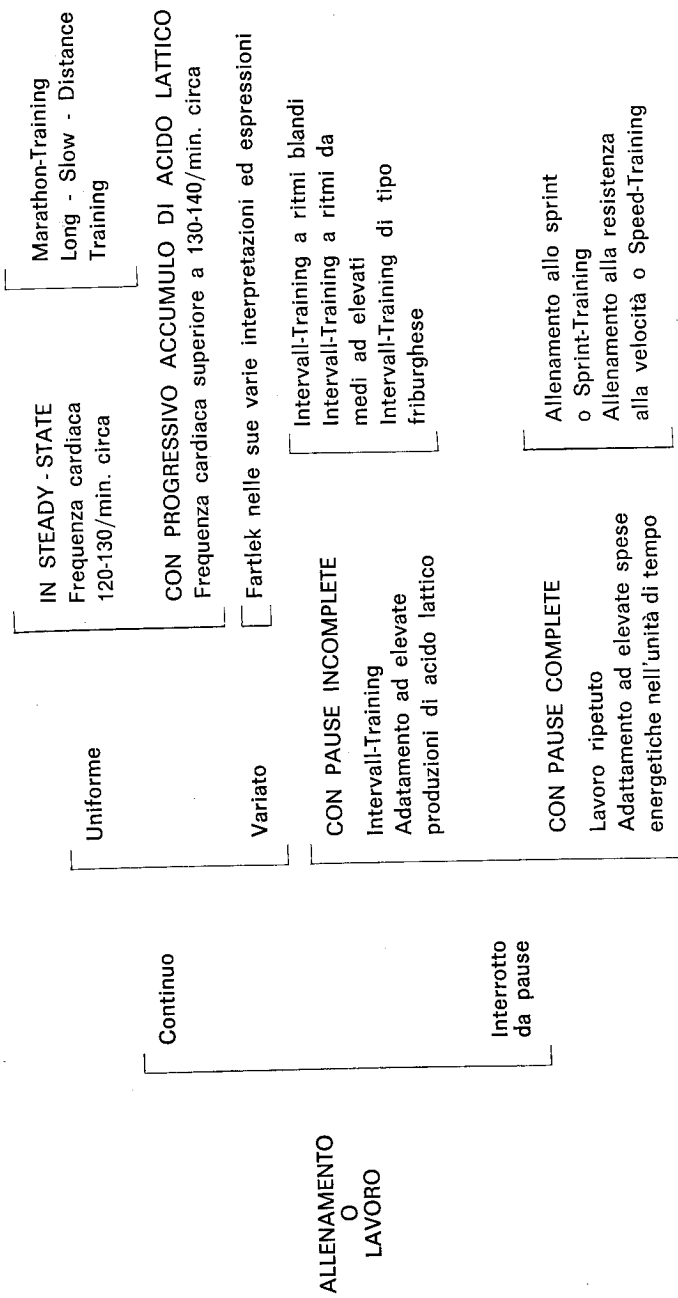 ALLENAMENTO
O
LAVORO
Continuo
Interrotto
da pause
Uniforme
Variato
IN STEADY - STATE
Frequenza cardiaca
120-130/min. circa
Marathon-Training
Long - Slow - Distance
Training
CON PROGRESSIVO ACCUMULO DI ACIDO LATTICO
Frequenza cardiaca superiore a 130-140/min. circa
Fartlek nelle sue varie interpretazioni ed espressioni
CON PAUSE INCOMPLETE
Intervall-Training
Adatamento ad elevate
produzioni di acido lattico
Intervall-Training a ritmi blandi
Intervall-Training a ritmi da
medi ad elevati
Intervall-Training di tipo
friburghese
CON PAUSE COMPLETE
Lavoro ripetuto
Adattamento ad elevate spese
energetiche nell'unità di tempo
Allenamento allo sprint
o Sprint-Training
Allenamento alla resistenza
alla velocità o Speed-Training